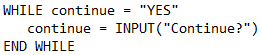 WHILE continue = "YES"
    continue = INPUT("Continue?")
END WHILE